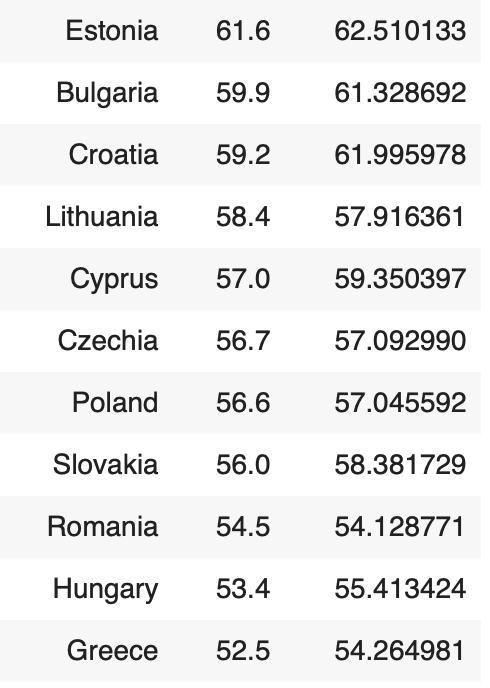 Estonia 61.6 62.510133
Bulgaria 59.9 61.328692
Croatia 59.2 61.995978
Lithuania 58.4 57.916361
Cyprus 57.0 59.350397
Czechia 56.7 57.092990
Poland 56.6 57.045592
Slovakia 56.0 58.381729
Romania 54.5 54.128771
Hungary 53.4 55.413424
Greece 52.5 54.264981